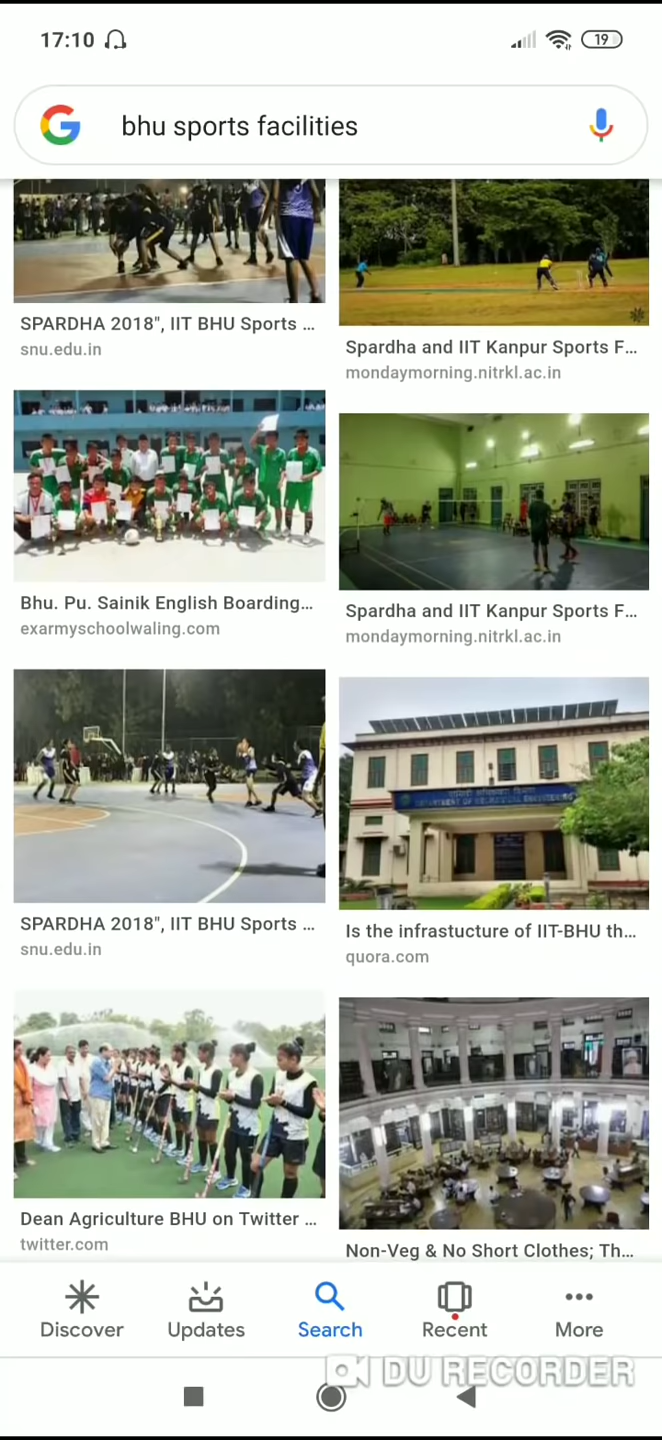 17:10
19
bhu sports facilities
SPARDHA 2018", IIT BHU Sports ...
snu.edu.in
Spardha and IIT Kanpur Sports F...
mondaymorning.nitrkl.ac.in
Bhu. Pu. Sainik English Boarding...
exarmyschoolwaling.com
Spardha and IIT Kanpur Sports F...
mondaymorning.nitrkl.ac.in
SPARDHA 2018", IIT BHU Sports ...
snu.edu.in
DEPARTMENT OF MECHANICAL ENGINEERING
Is the infrastucture of IIT-BHU th...
quora.com
Dean Agriculture BHU on Twitter ...
twitter.com
Non-Veg & No Short Clothes; Th...
Discover
Updates
Search
Recent
More
DU RECORDER